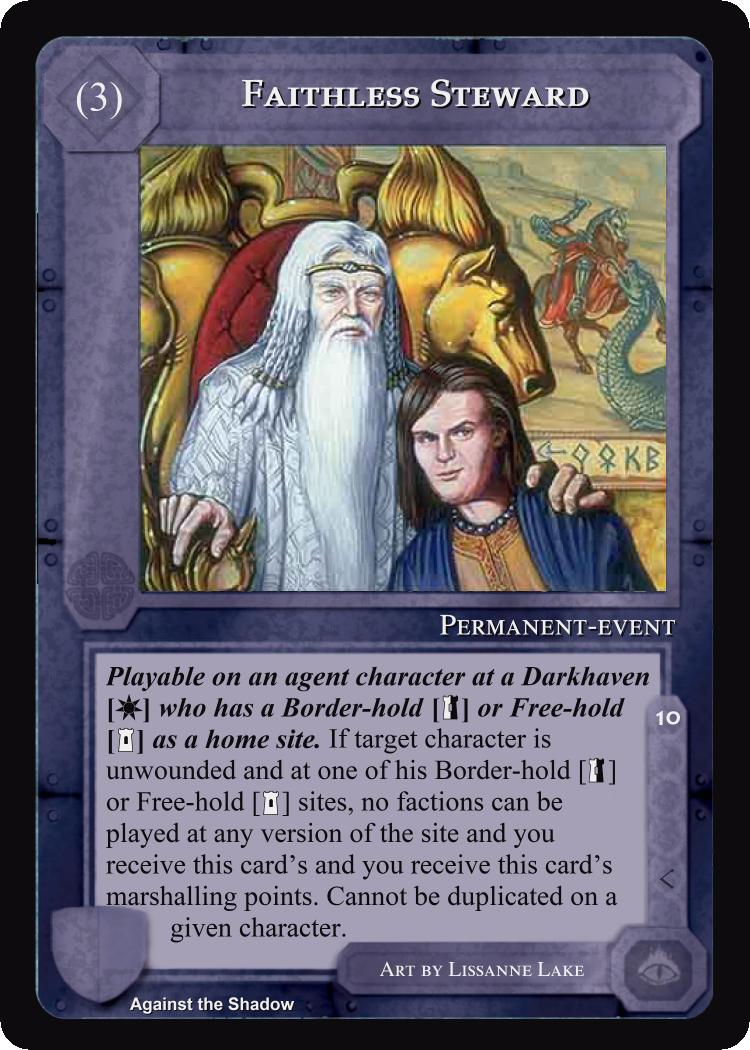 (3)
Faithless Steward
Permanent-event
Playable on an agent character at a Darkhaven
[] who has a Border-hold [] or Free-hold
[] as a home site. If target character is
unwounded and at one of his Border-hold []
or Free-hold [] sites, no factions can be
played at any version of the site and you
receive this card's and you receive this card's
marshalling points. Cannot be duplicated on a
given character.
10
Art by Lissanne Lake
Against the Shadow